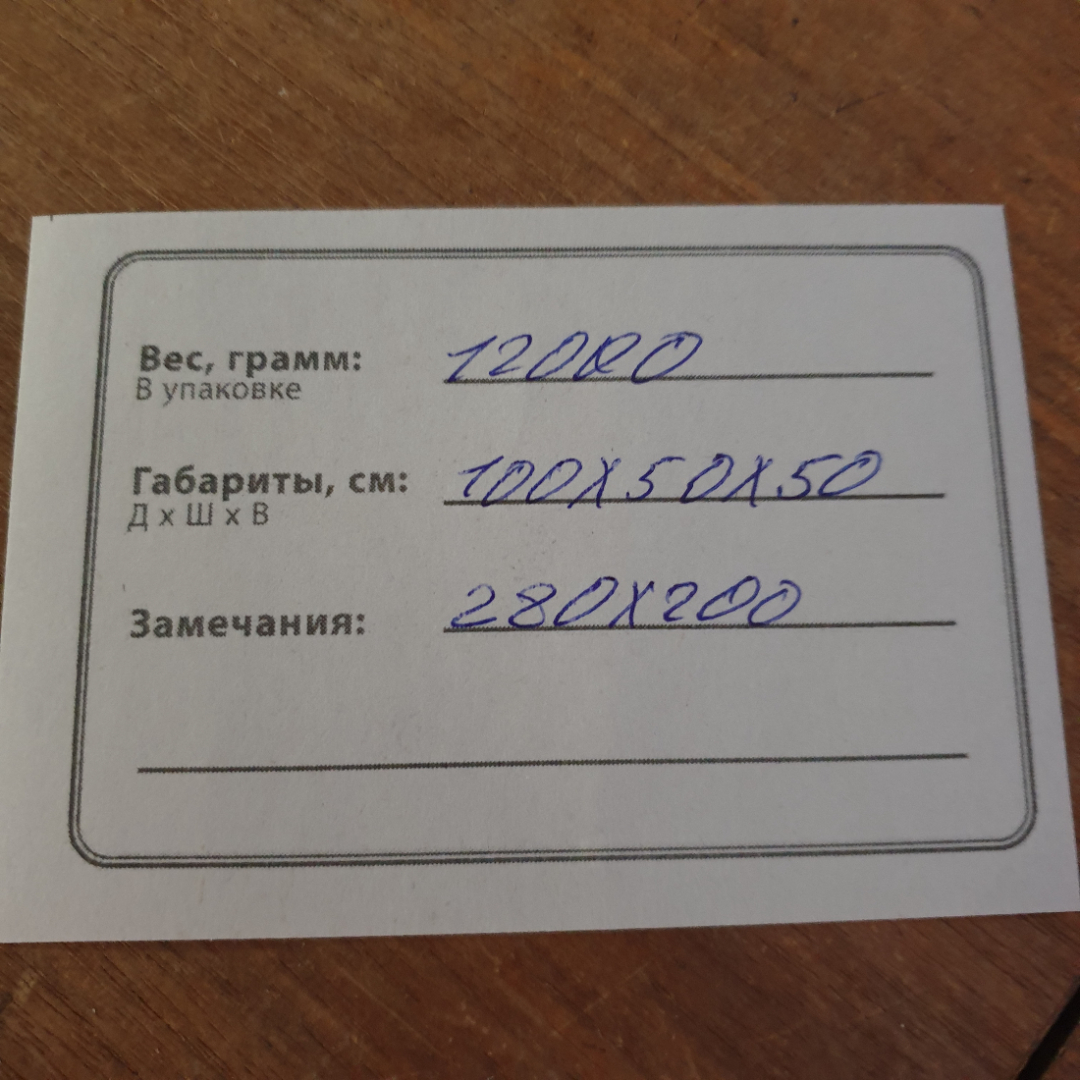 Вес, грамм: 12000
В упаковке
Габариты, см: 100х50х50
Д х Ш х В
Замечания: 280х200